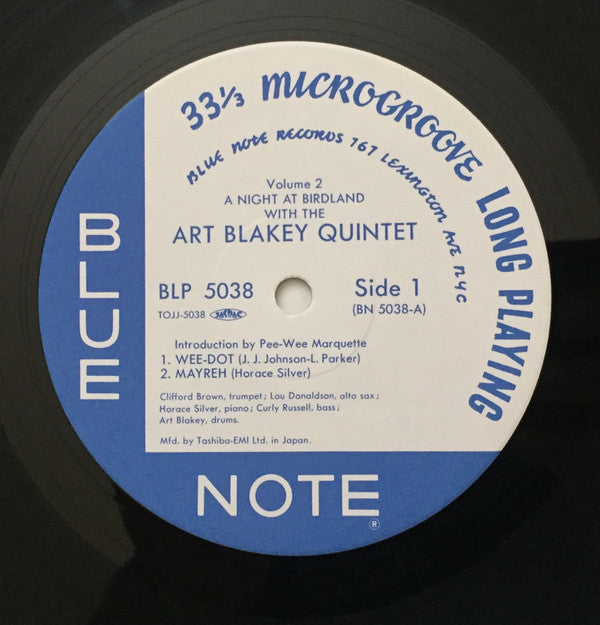 33⅓ MICROGROOVE LONG PLAYING
BLUE NOTE RECORDS 767 LEXINGTON AVE NYC
Volume 2
A NIGHT AT BIRDLAND
WITH THE
ART BLAKEY QUINTET
BLP 5038 Side 1
TOJJ-5038 JASRAC (BN 5038-A)
Introduction by Pee-Wee Marquette
1. WEE-DOT (J. J. Johnson-L. Parker)
2. MAYREH (Horace Silver)
Clifford Brown, trumpet; Lou Donaldson, alto sax;
Horace Silver, piano; Curly Russell, bass;
Art Blakey, drums.
Mfd. by Toshiba-EMI Ltd. in Japan.
BLUE
NOTE
®